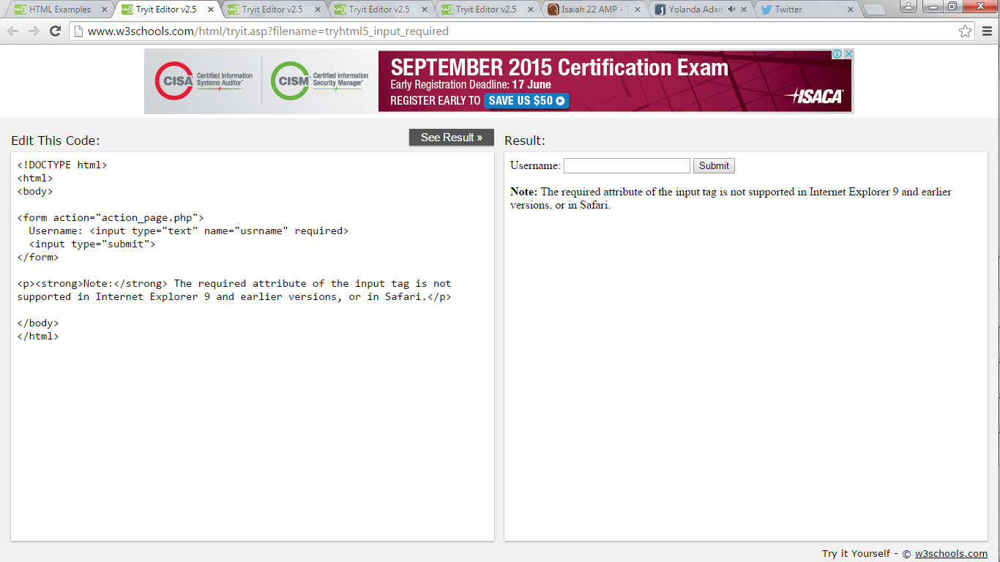 HTML Examples Tryit Editor v2.5 Tryit Editor v2.5 Tryit Editor v2.5 Tryit Editor v2.5 Isaiah 22 AMP - T Yolanda Adam Twitter
www.w3schools.com/html/tryit.asp?filename=tryhtml5_input_required
CISA Certified Information Systems Auditor®
CISM® Certified Information Security Manager®
SEPTEMBER 2015 Certification Exam
Early Registration Deadline: 17 June
REGISTER EARLY TO SAVE US $50
ISACA®
Edit This Code:
See Result »
<!DOCTYPE html>
<html>
<body>
<form action="action_page.php">
Username: <input type="text" name="usrname" required>
<input type="submit">
</form>
<p><strong>Note:</strong> The required attribute of the input tag is not
supported in Internet Explorer 9 and earlier versions, or in Safari.</p>
</body>
</html>
Result:
Username: Submit
Note: The required attribute of the input tag is not supported in Internet Explorer 9 and earlier
versions, or in Safari.
Try it Yourself - © w3schools.com